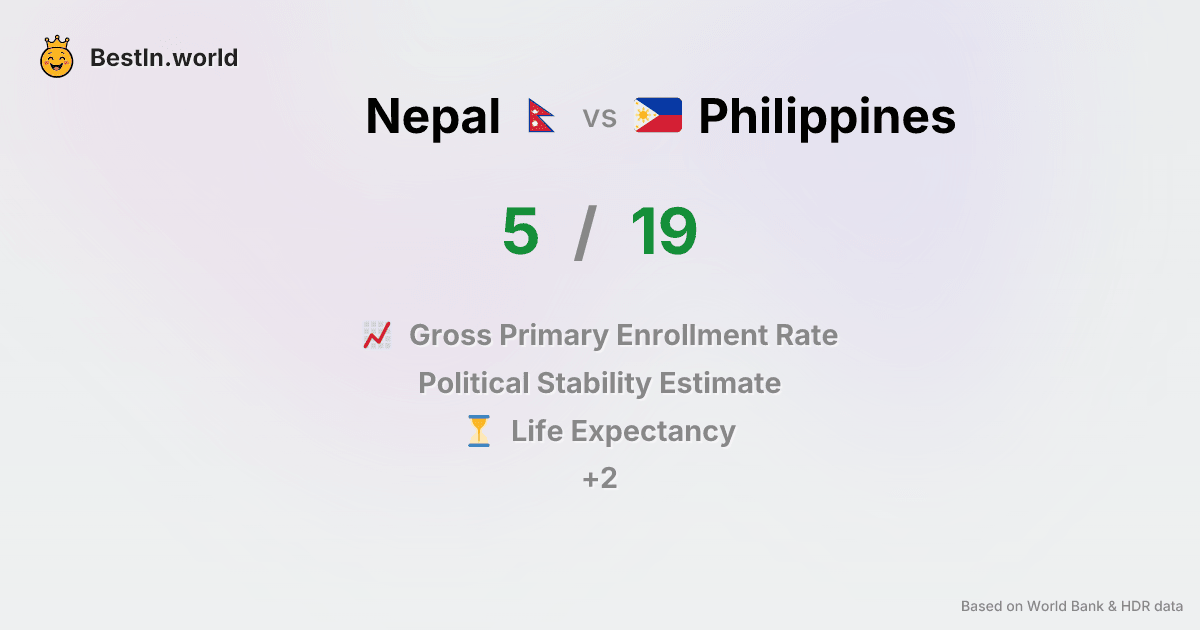 BestIn.world
Nepal vs Philippines
5 / 19
Gross Primary Enrollment Rate
Political Stability Estimate
Life Expectancy
+2
Based on World Bank & HDR data